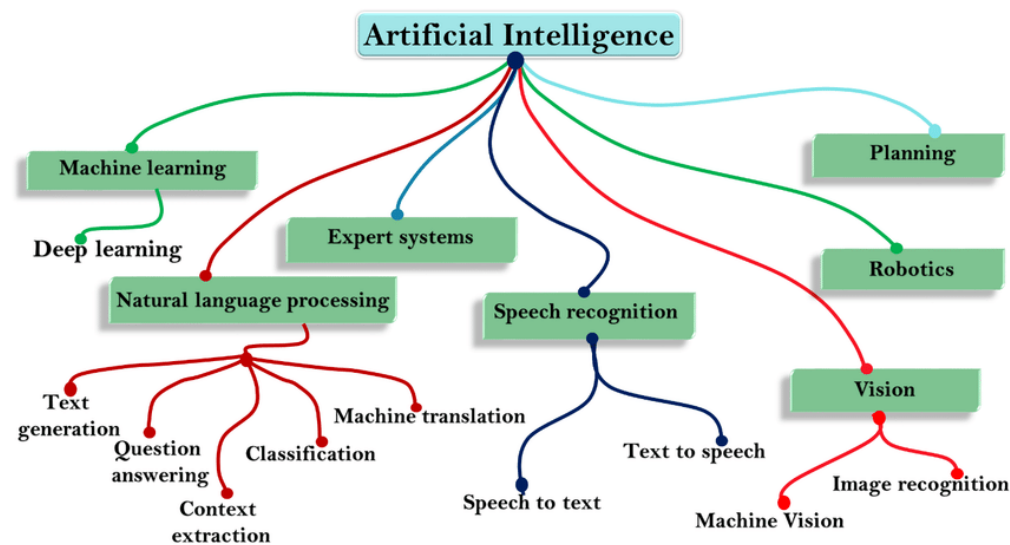 Artificial Intelligence
Machine learning
Planning
Deep learning
Expert systems
Robotics
Natural language processing
Speech recognition
Vision
Text
generation
Question
answering
Context
extraction
Classification
Machine translation
Speech to text
Text to speech
Machine Vision
Image recognition